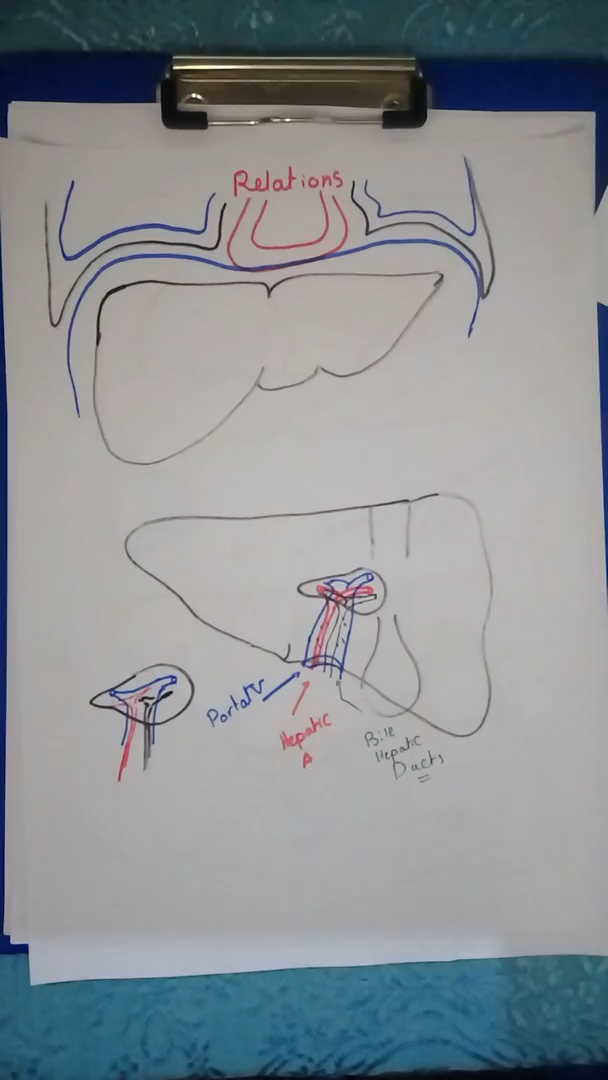 Relations
Portal V
Hepatic
A
Bile
Hepatic
Ducts